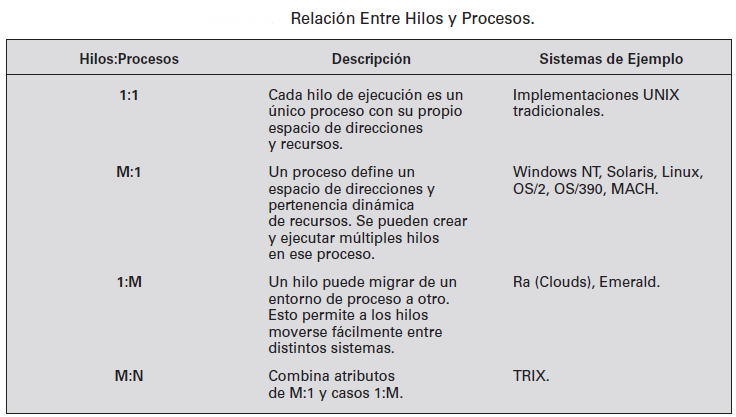 Relación Entre Hilos y Procesos.
Hilos:Procesos Descripción Sistemas de Ejemplo
1:1 Cada hilo de ejecución es un Implementaciones UNIX
único proceso con su propio tradicionales.
espacio de direcciones
y recursos.
M:1 Un proceso define un Windows NT, Solaris, Linux,
espacio de direcciones y OS/2, OS/390, MACH.
pertenencia dinámica
de recursos. Se pueden crear
y ejecutar múltiples hilos
en ese proceso.
1:M Un hilo puede migrar de un Ra (Clouds), Emerald.
entorno de proceso a otro.
Esto permite a los hilos
moverse fácilmente entre
distintos sistemas.
M:N Combina atributos TRIX.
de M:1 y casos 1:M.